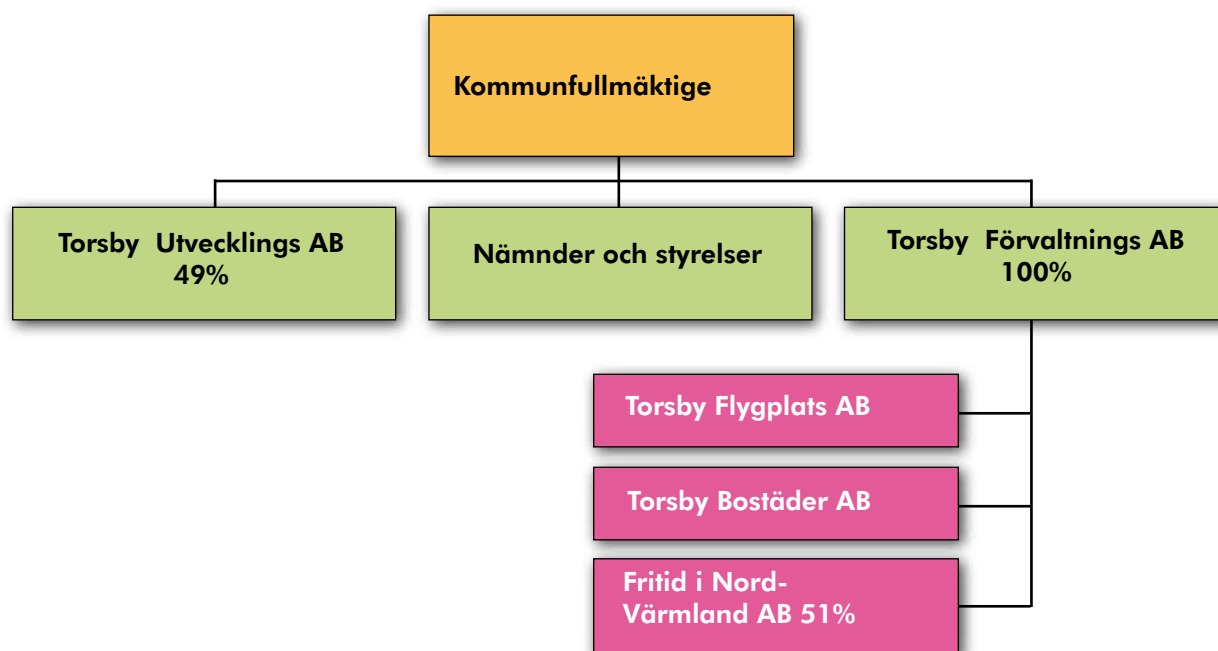 Kommunfullmäktige
Torsby Utvecklings AB
49%
Nämnder och styrelser
Torsby Förvaltnings AB
100%
Torsby Flygplats AB
Torsby Bostäder AB
Fritid i Nord-
Värmland AB 51%